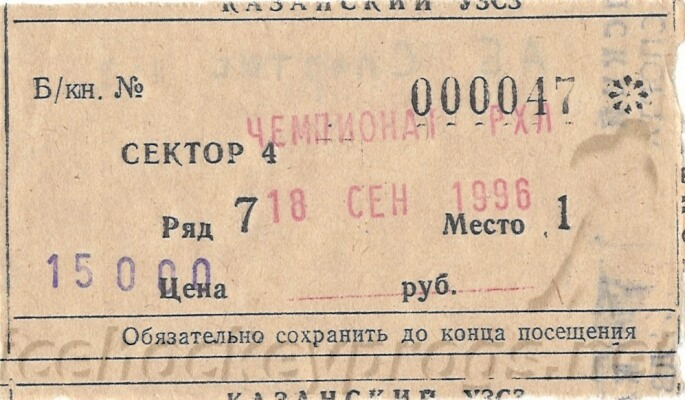 КАЗАНСКИЙ УЗСЗ
Б/кн. № 000047
ЧЕМПИОНАТ РХЛ
СЕКТОР 4
18 СЕН 1996
Ряд 7 Место 1
15000
Цена руб.
Обязательно сохранить до конца посещения
КАЗАНСКИЙ УЗСЗ